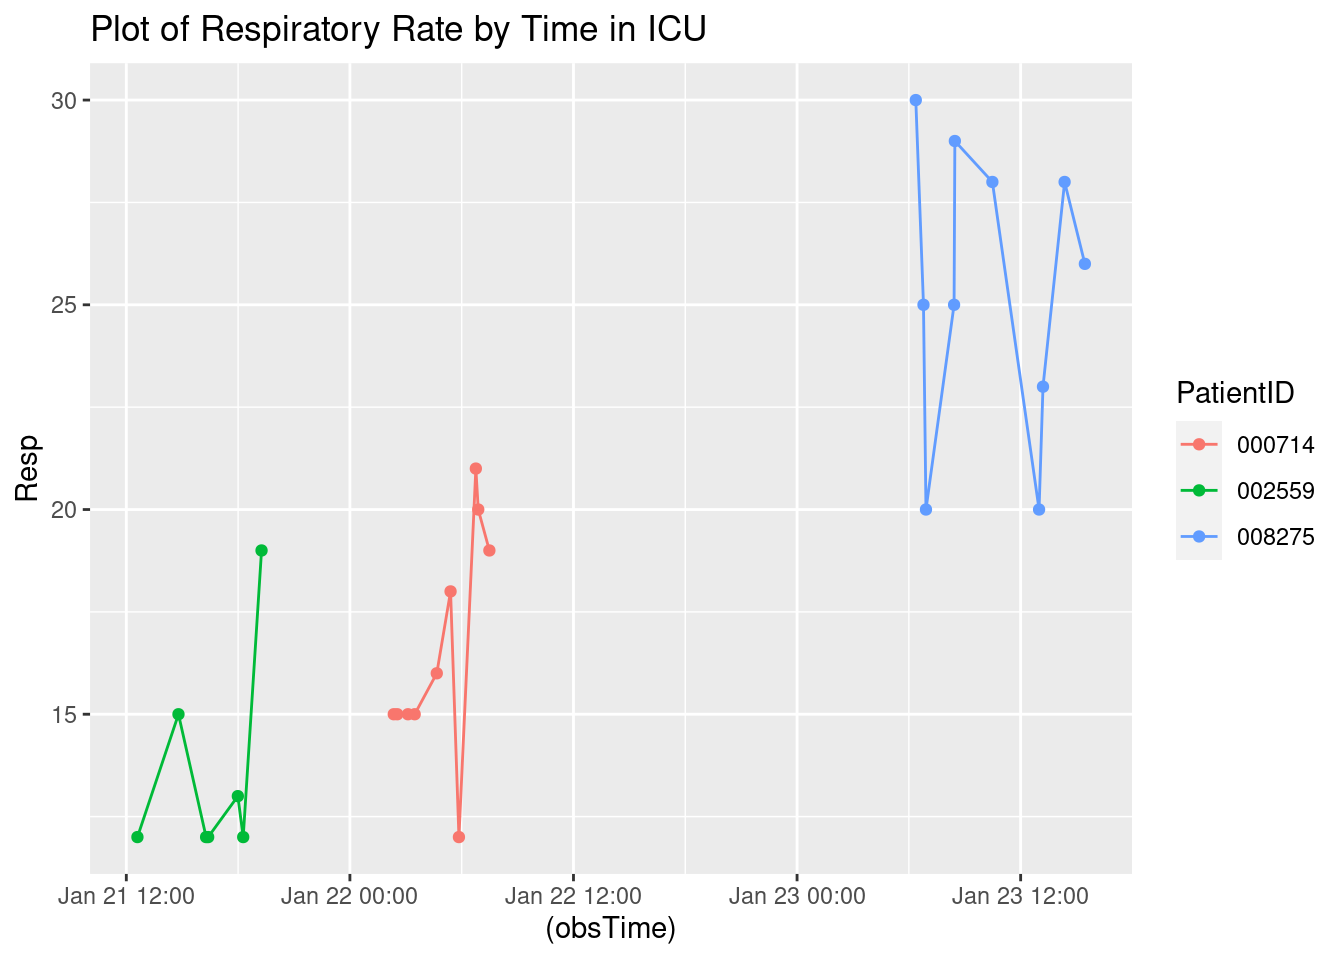 Plot of Respiratory Rate by Time in ICU
30
25
20
15
Resp
Jan 21 12:00
Jan 22 00:00
Jan 22 12:00
Jan 23 00:00
Jan 23 12:00
(obsTime)
PatientID
000714
002559
008275